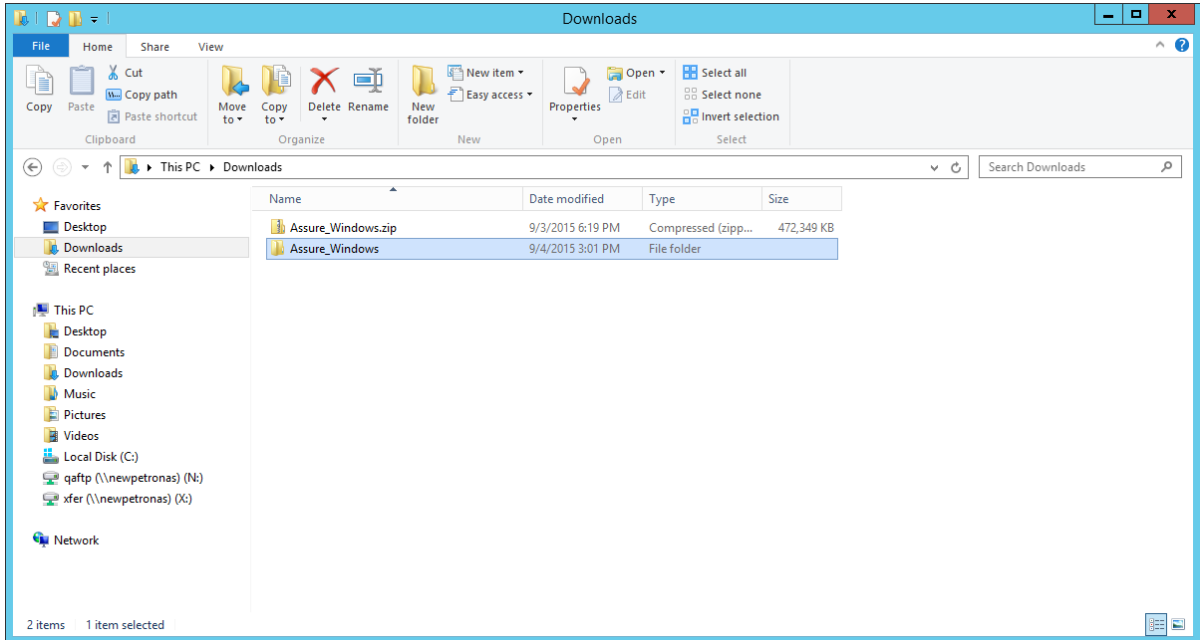 Downloads
File Home Share View
Copy
Paste
Cut
Copy path
Paste shortcut
Clipboard
Move to
Copy to
Delete
Rename
Organize
New folder
New item
Easy access
New
Properties
Open
Edit
Open
Select all
Select none
Invert selection
Select
This PC Downloads
Search Downloads
Favorites
Desktop
Downloads
Recent places
This PC
Desktop
Documents
Downloads
Music
Pictures
Videos
Local Disk (C:)
qaftp (\\newpetronas) (N:)
xfer (\\newpetronas) (X:)
Network
Name Date modified Type Size
Assure_Windows.zip 9/3/2015 6:19 PM Compressed (zipp... 472,349 KB
Assure_Windows 9/4/2015 3:01 PM File folder
2 items 1 item selected